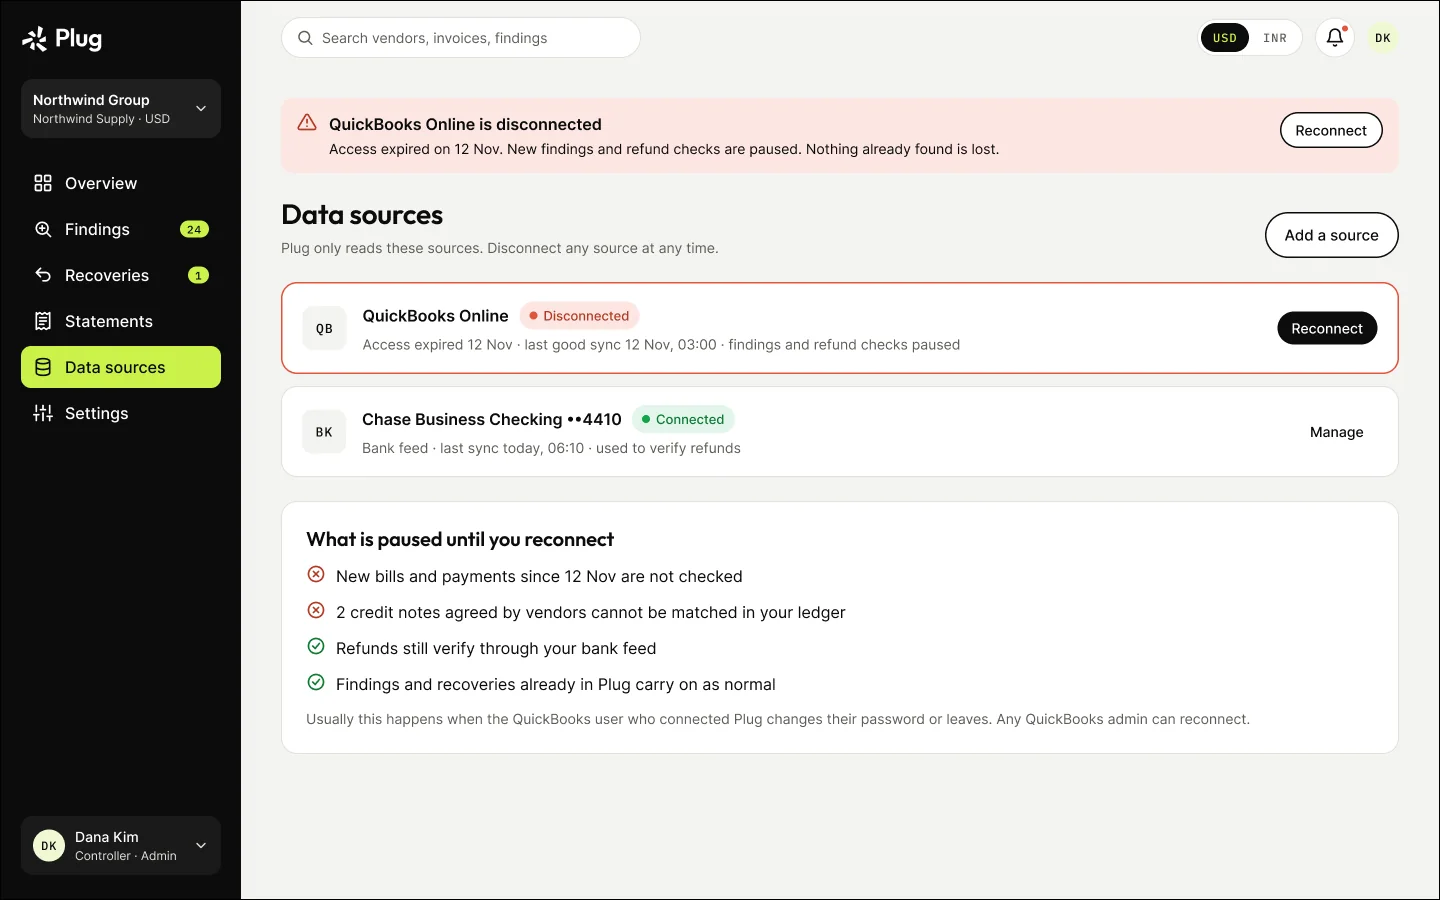 Plug
Northwind Group
Northwind Supply · USD
Overview
Findings 24
Recoveries 1
Statements
Data sources
Settings
DK
Dana Kim
Controller · Admin
Search vendors, invoices, findings
USD INR
DK
QuickBooks Online is disconnected
Access expired on 12 Nov. New findings and refund checks are paused. Nothing already found is lost.
Reconnect
Data sources
Plug only reads these sources. Disconnect any source at any time.
Add a source
QB
QuickBooks Online Disconnected
Access expired 12 Nov · last good sync 12 Nov, 03:00 · findings and refund checks paused
Reconnect
BK
Chase Business Checking ••4410 Connected
Bank feed · last sync today, 06:10 · used to verify refunds
Manage
What is paused until you reconnect
New bills and payments since 12 Nov are not checked
2 credit notes agreed by vendors cannot be matched in your ledger
Refunds still verify through your bank feed
Findings and recoveries already in Plug carry on as normal
Usually this happens when the QuickBooks user who connected Plug changes their password or leaves. Any QuickBooks admin can reconnect.